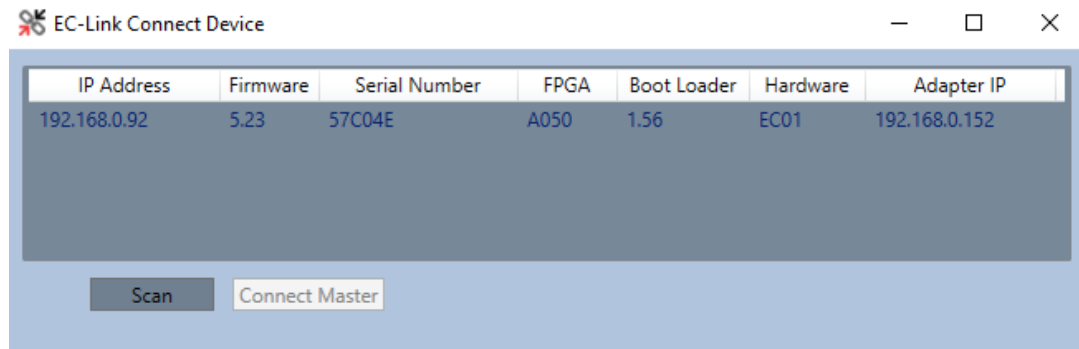 EC-Link Connect Device
IP Address Firmware Serial Number FPGA Boot Loader Hardware Adapter IP
192.168.0.92 5.23 57C04E A050 1.56 EC01 192.168.0.152
Scan Connect Master